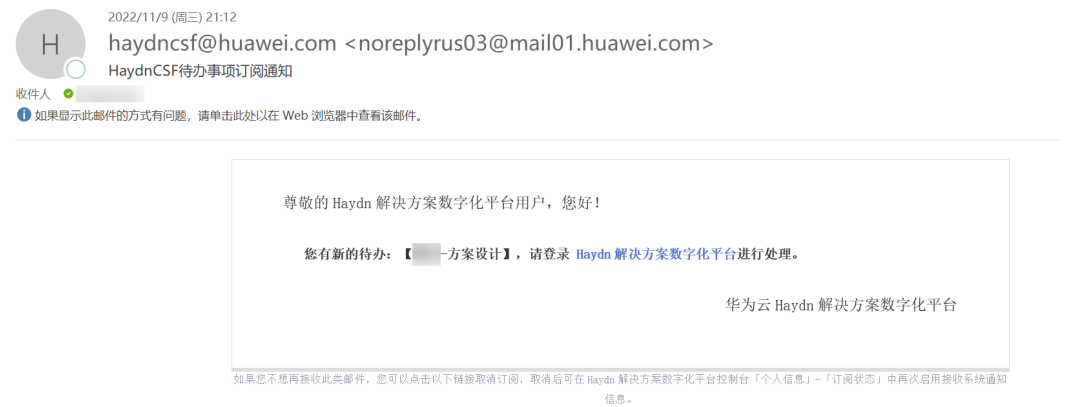 2022/11/9 (周三) 21:12
H
haydncsf@huawei.com <noreplyrus03@mail01.huawei.com>
HaydnCSF待办事项订阅通知
收件人
如果显示此邮件的方式有问题，请单击此处以在 Web 浏览器中查看该邮件。
尊敬的 Haydn 解决方案数字化平台用户，您好！
您有新的待办：【-方案设计】，请登录 Haydn 解决方案数字化平台进行处理。
华为云 Haydn 解决方案数字化平台
如果您不想再接收此类邮件，您可以点击以下链接取消订阅，取消后可在 Haydn 解决方案数字化平台控制台「个人信息」-「订阅状态」中再次启用接收系统通知
信息。